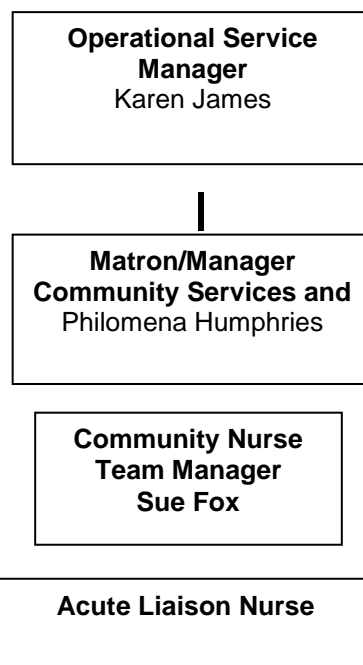 Operational Service
Manager
Karen James
Matron/Manager
Community Services and
Philomena Humphries
Community Nurse
Team Manager
Sue Fox
Acute Liaison Nurse